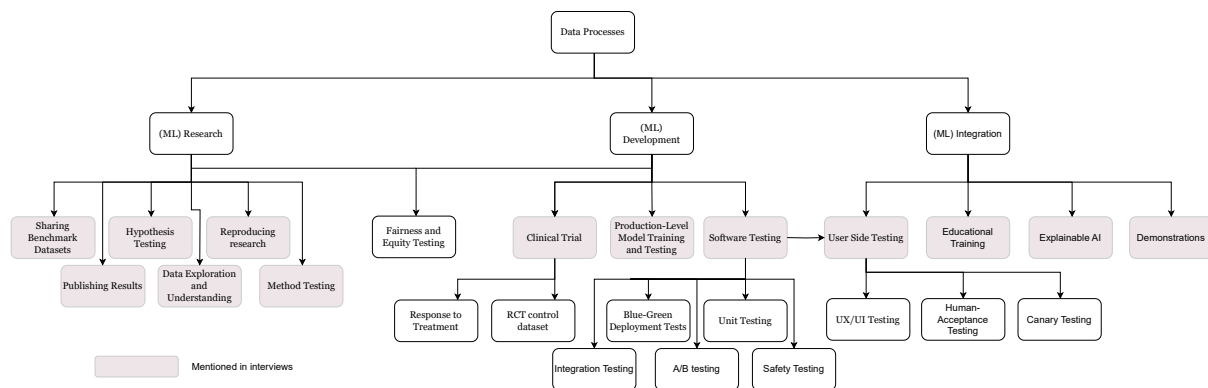 Data Processes
(ML) Research
(ML)
Development
(ML) Integration
Sharing
Benchmark
Datasets
Hypothesis
Testing
Reproducing
research
Publishing Results
Data Exploration
and
Understanding
Method Testing
Fairness and
Equity Testing
Clinical Trial
Production-Level
Model Training
and Testing
Software Testing
User Side Testing
Educational
Training
Explainable AI
Demonstrations
Response to
Treatment
RCT control
dataset
Blue-Green
Deployment Tests
Unit Testing
UX/UI Testing
Human-
Acceptance
Testing
Canary Testing
Integration Testing
A/B testing
Safety Testing
Mentioned in interviews